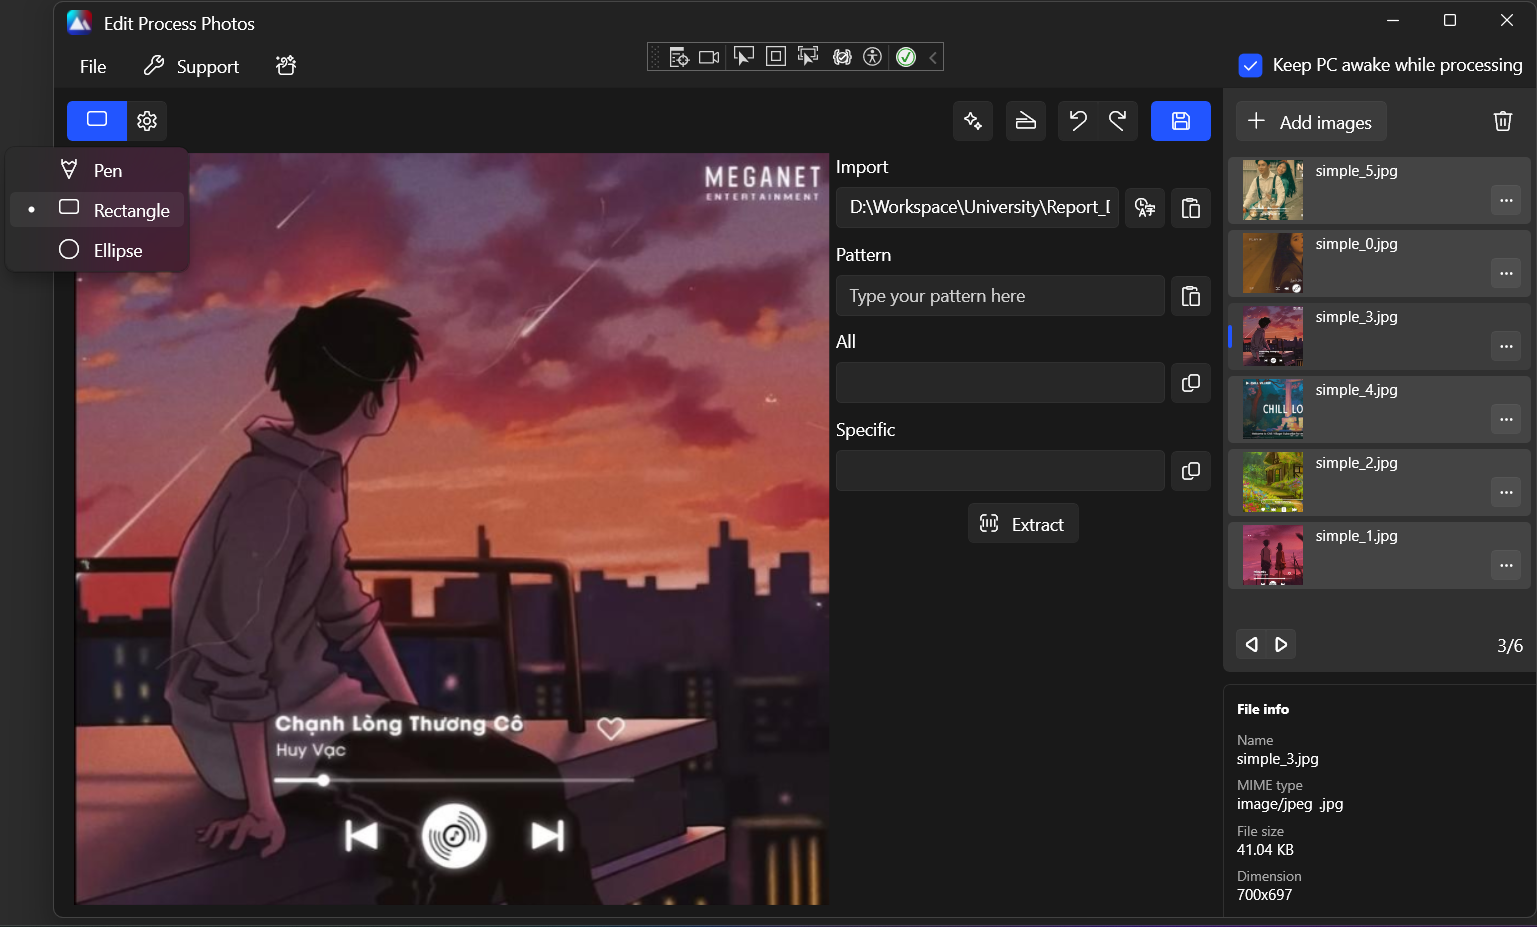 Edit Process Photos
File
Support
Keep PC awake while processing
Add images
Pen
Rectangle
Ellipse
MEGANET
ENTERTAINMENT
Chạnh Lòng Thương Cô
Huy Vạc
Import
D:\Workspace\University\Report_
Pattern
Type your pattern here
All
Specific
Extract
simple_5.jpg
simple_0.jpg
simple_3.jpg
simple_4.jpg
CHILL LO
simple_2.jpg
simple_1.jpg
3/6
File info
Name
simple_3.jpg
MIME type
image/jpeg .jpg
File size
41.04 KB
Dimension
700x697